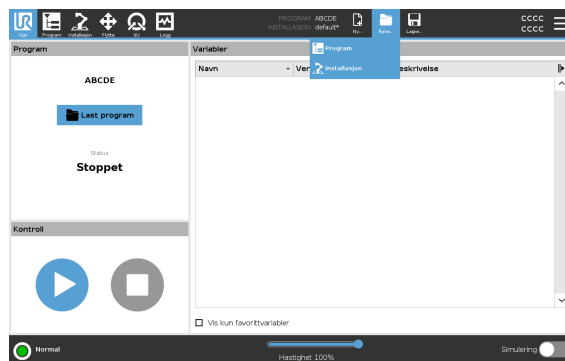 UR
PROGRAM ABCDE
INSTALLASJON default*
CCCC
CCCC
Kjør Program Installasjon Flytte I/U Logg Ny... Åpne... Lagre...
Program
Installasjon
Program
ABCDE
Last program
Status
Stoppet
Kontroll
Variabler
Navn Ver eskrivelse
Vis kun favorittvariabler
Normal
Hastighet 100%
Simulering